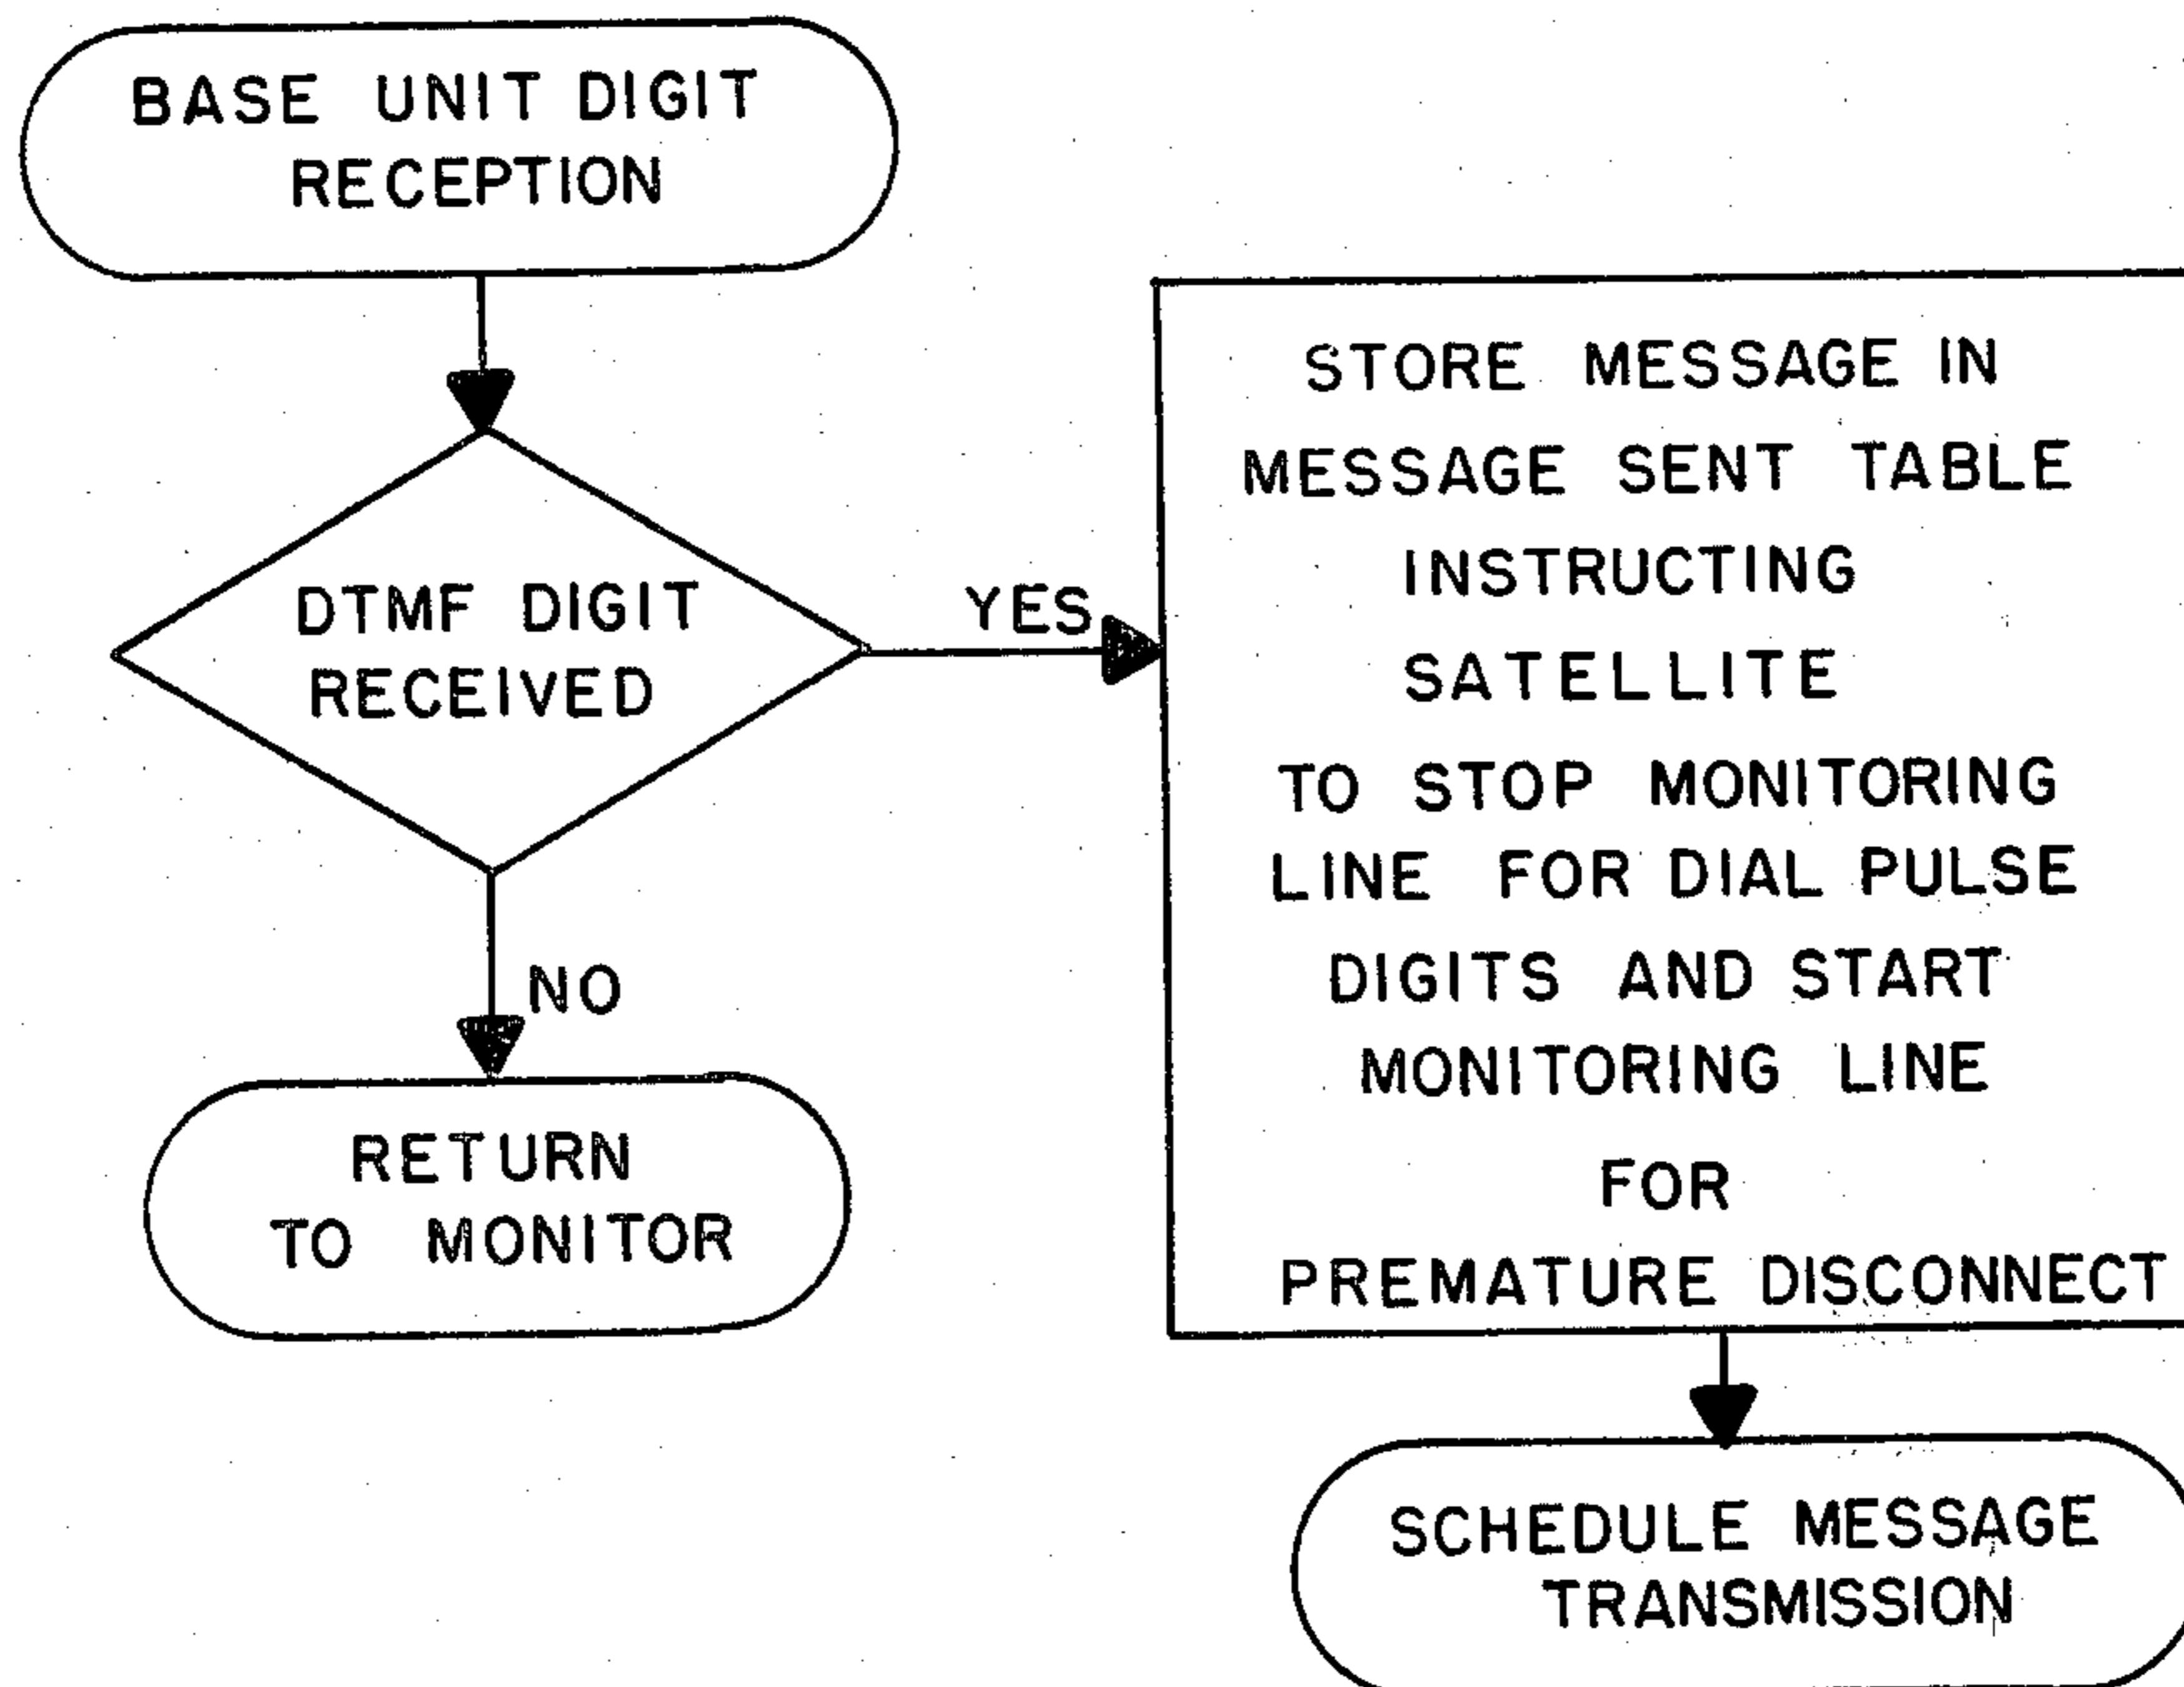 BASE UNIT DIGIT
RECEPTION
DTMF DIGIT
RECEIVED
YES
NO
RETURN
TO MONITOR
STORE MESSAGE IN
MESSAGE SENT TABLE
INSTRUCTING
SATELLITE
TO STOP MONITORING
LINE FOR DIAL PULSE
DIGITS AND START
MONITORING LINE
FOR
PREMATURE DISCONNECT
SCHEDULE MESSAGE
TRANSMISSION